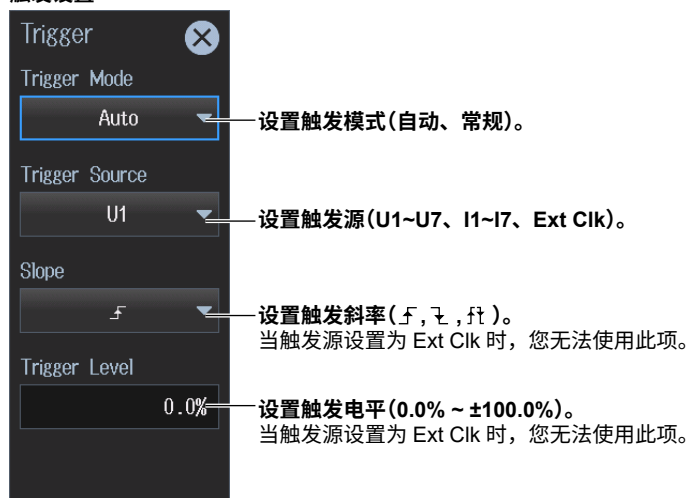 Trigger
Trigger Mode
Auto
设置触发模式(自动、常规)。
Trigger Source
U1
设置触发源(U1~U7、I1~I7、Ext Clk)。
Slope
设置触发斜率( , , )。
当触发源设置为 Ext Clk 时，您无法使用此项。
Trigger Level
0.0%
设置触发电平(0.0% ~ ±100.0%)。
当触发源设置为 Ext Clk 时，您无法使用此项。